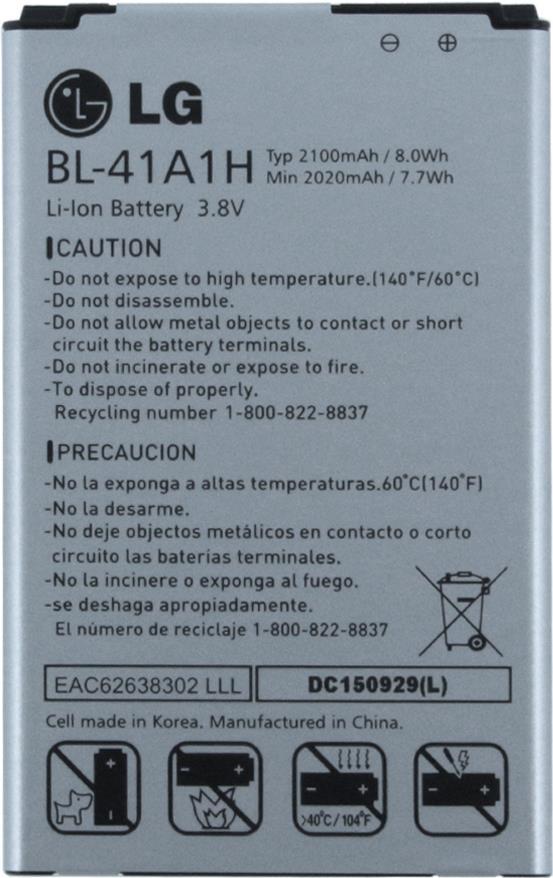 ⊖ ⊕
LG
BL-41A1H
Typ 2100mAh / 8.0Wh
Min 2020mAh / 7.7Wh
Li-Ion Battery 3.8V
CAUTION
-Do not expose to high temperature.(140°F/60°C)
-Do not disassemble.
-Do not allow metal objects to contact or short
circuit the battery terminals.
-Do not incinerate or expose to fire.
-To dispose of properly.
Recycling number 1-800-822-8837
PRECAUCION
-No la exponga a altas temperaturas.60°C(140°F)
-No la desarme.
-No deje objectos metálicos en contacto o corto
circuito las baterías terminales.
-No la incinere o exponga al fuego.
-se deshaga apropiadamente.
El número de reciclaje 1-800-822-8837
EAC62638302 LLL
DC150929(L)
Cell made in Korea. Manufactured in China.
+ -
- +
- +
>40°C / 104°F
- +